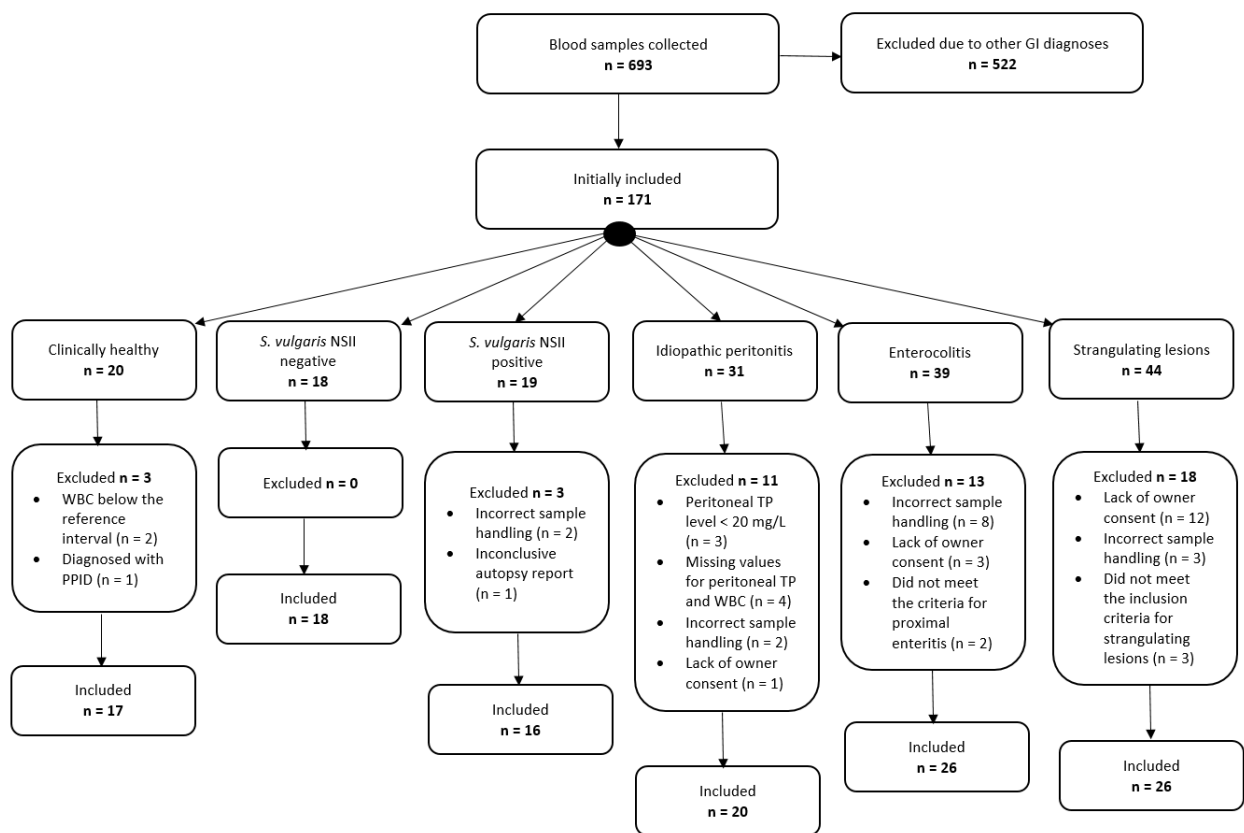 Blood samples collected
n = 693
Excluded due to other GI diagnoses
n = 522
Initially included
n = 171
Clinically healthy
n = 20
S. vulgaris NSII
negative
n = 18
S. vulgaris NSII
positive
n = 19
Idiopathic peritonitis
n = 31
Enterocolitis
n = 39
Strangulating lesions
n = 44
Excluded n = 3
• WBC below the
reference
interval (n = 2)
• Diagnosed with
PPID (n = 1)
Excluded n = 0
Excluded n = 3
• Incorrect sample
handling (n = 2)
• Inconclusive
autopsy report
(n = 1)
Excluded n = 11
• Peritoneal TP
level < 20 mg/L
(n = 3)
• Missing values
for peritoneal TP
and WBC (n = 4)
• Incorrect sample
handling (n = 2)
• Lack of owner
consent (n = 1)
Excluded n = 13
• Incorrect sample
handling (n = 8)
• Lack of owner
consent (n = 3)
• Did not meet
the criteria for
proximal
enteritis (n = 2)
Excluded n = 18
• Lack of owner
consent (n = 12)
• Incorrect sample
handling (n = 3)
• Did not meet
the inclusion
criteria for
strangulating
lesions (n = 3)
Included
n = 17
Included
n = 18
Included
n = 16
Included
n = 20
Included
n = 26
Included
n = 26